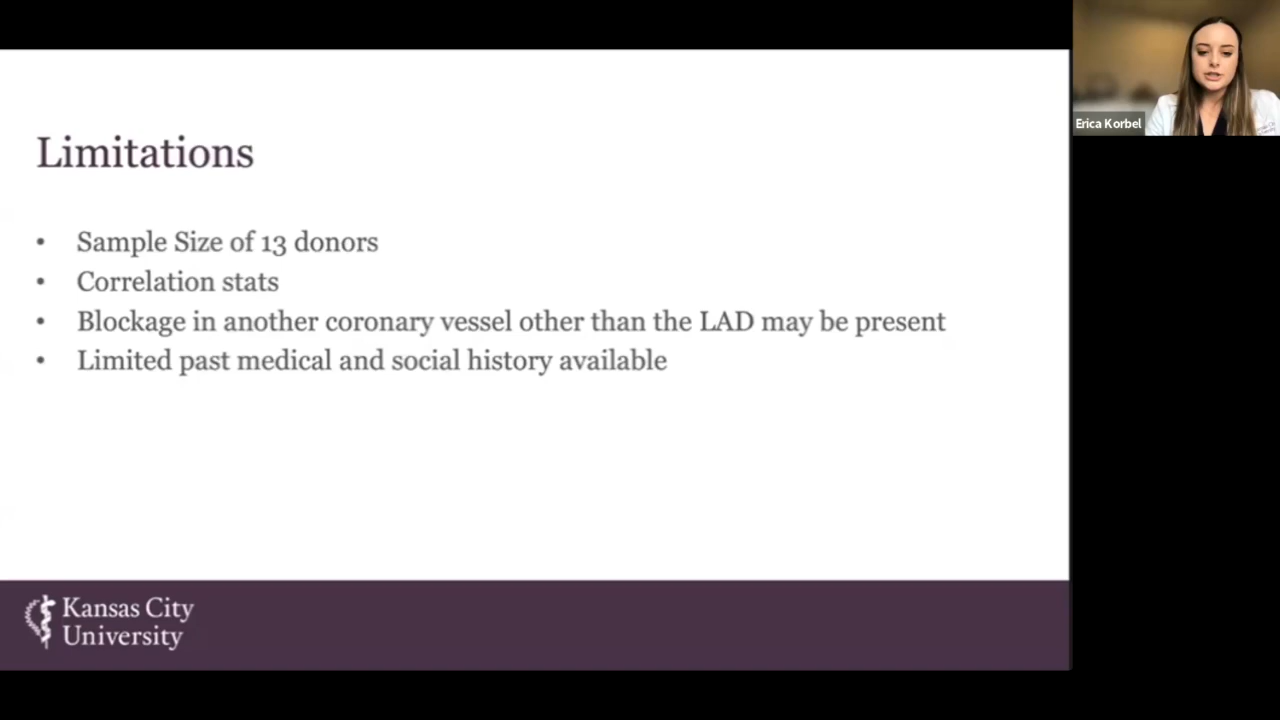 Erica Korbel
Limitations
• Sample Size of 13 donors
• Correlation stats
• Blockage in another coronary vessel other than the LAD may be present
• Limited past medical and social history available
Kansas City
University